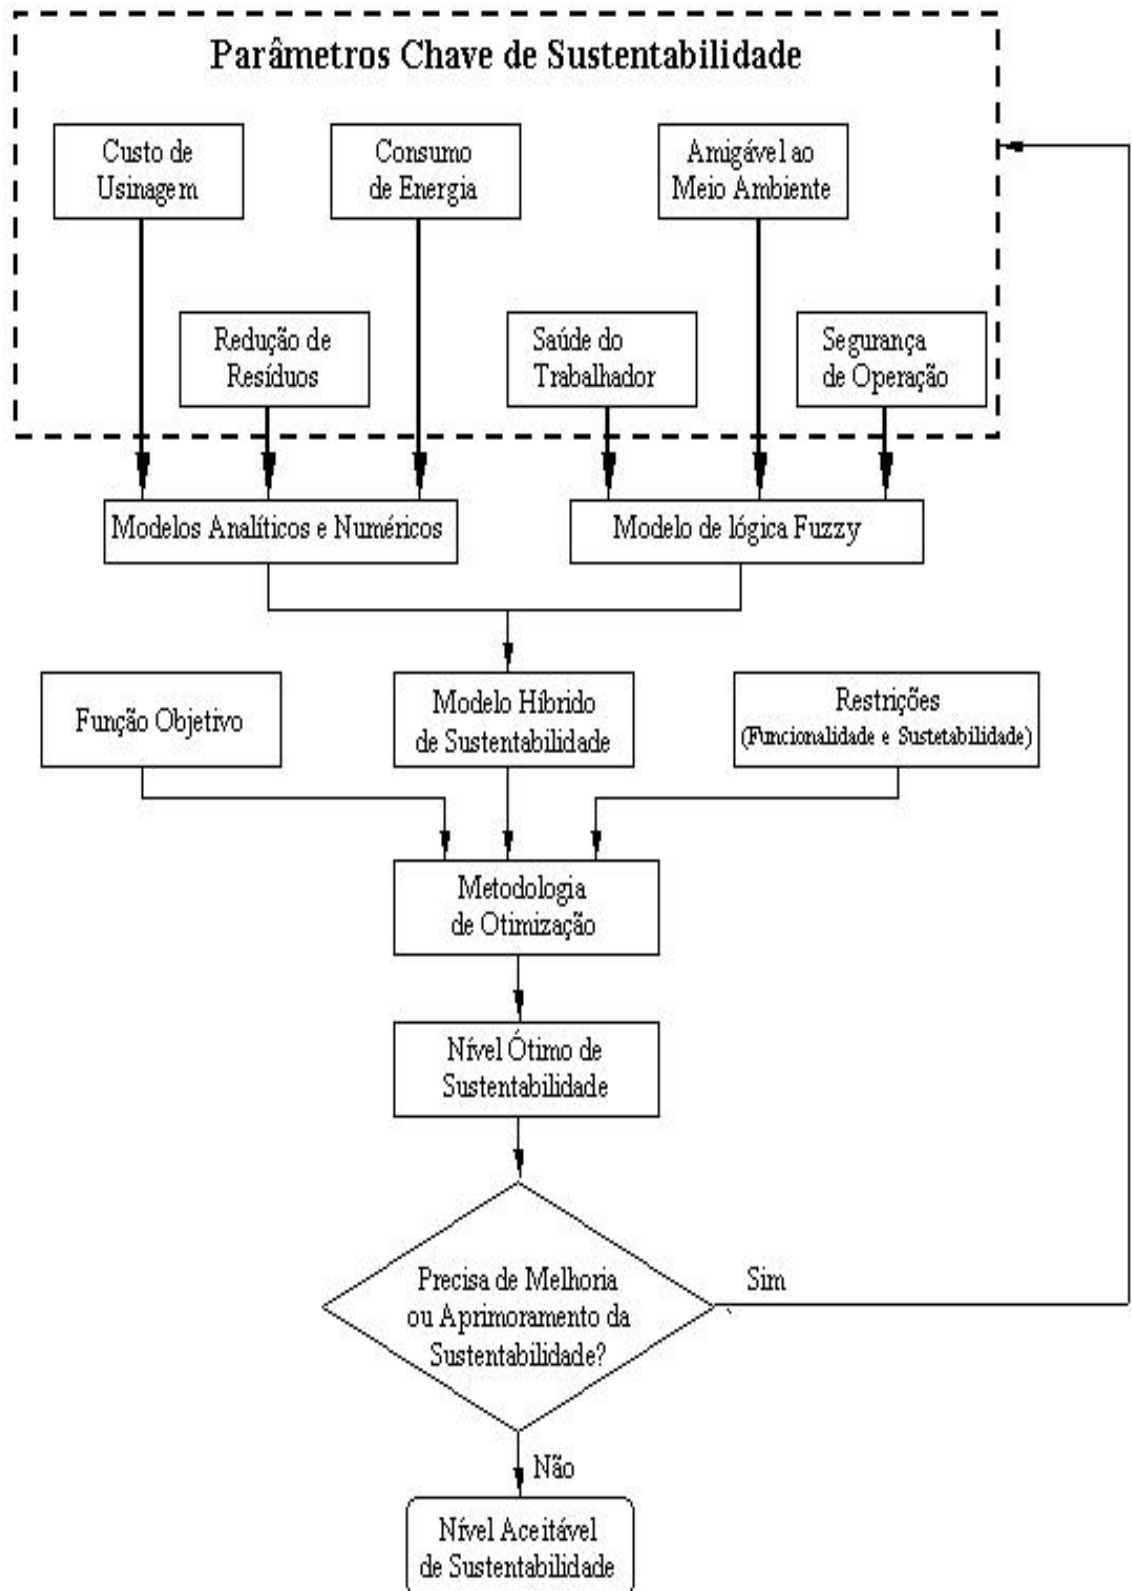 Parâmetros Chave de Sustentabilidade
Custo de
Usinagem
Consumo
de Energia
Amigável ao
Meio Ambiente
Redução de
Resíduos
Saúde do
Trabalhador
Segurança
de Operação
Modelos Analíticos e Numéricos
Modelo de lógica Fuzzy
Função Objetivo
Modelo Híbrido
de Sustentabilidade
Restrições
(Funcionalidade e Sustetabilidade)
Metodologia
de Otimização
Nível Ótimo de
Sustentabilidade
Precisa de Melhoria
ou Aprimoramento da
Sustentabilidade?
Sim
Não
Nível Aceitável
de Sustentabilidade